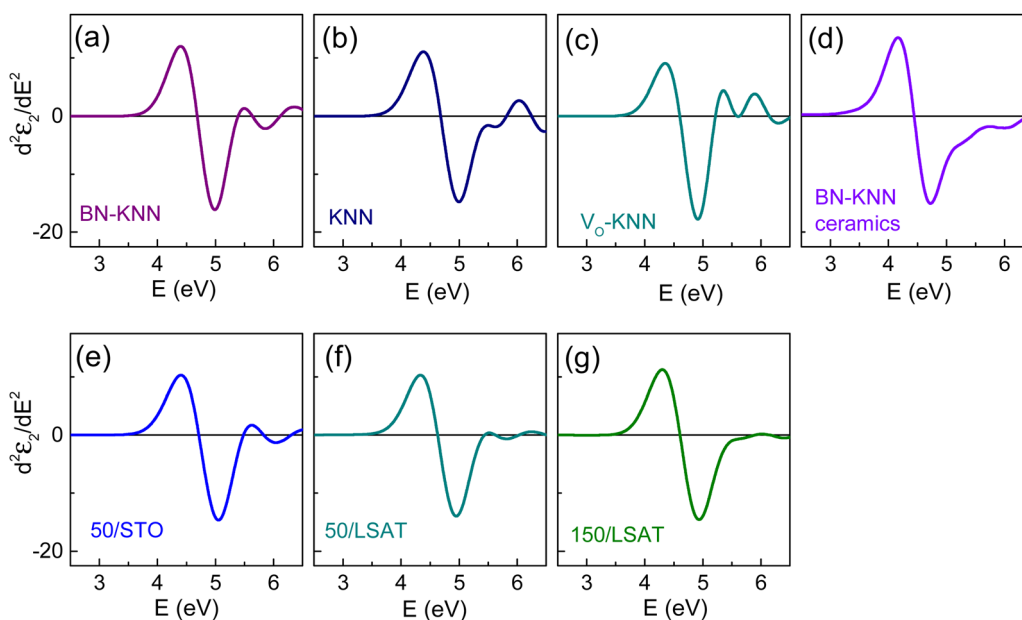 (a) (b) (c) (d)
d²ε₂/dE²
0
-20
BN-KNN
KNN
V_O-KNN
BN-KNN
ceramics
3 4 5 6 3 4 5 6 3 4 5 6 3 4 5 6
E (eV) E (eV) E (eV) E (eV)
(e) (f) (g)
d²ε₂/dE²
0
-20
50/STO
50/LSAT
150/LSAT
3 4 5 6 3 4 5 6 3 4 5 6
E (eV) E (eV) E (eV)